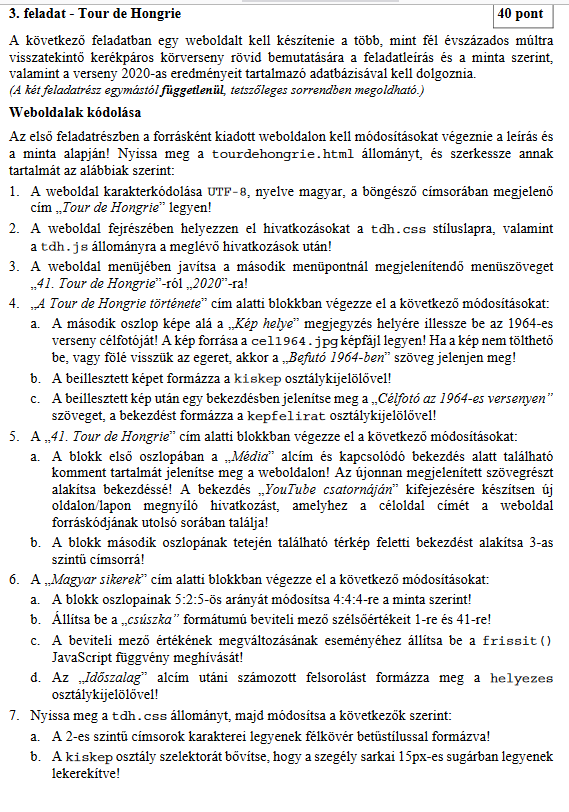 3. feladat - Tour de Hongrie
40 pont
A következő feladatban egy weboldalt kell készítenie a több, mint fél évszázados múltra
visszatekintő kerékpáros körverseny rövid bemutatására a feladatleírás és a minta szerint,
valamint a verseny 2020-as eredményeit tartalmazó adatbázisával kell dolgoznia.
(A két feladatrész egymástól függetlenül, tetszőleges sorrendben megoldható.)
Weboldalak kódolása
Az első feladatrészben a forrásként kiadott weboldalon kell módosításokat végeznie a leírás és
a minta alapján! Nyissa meg a tourdehongrie.html állományt, és szerkessze annak
tartalmát az alábbiak szerint:
1. A weboldal karakterkódolása UTF-8, nyelve magyar, a böngésző címsorában megjelenő
cím „Tour de Hongrie” legyen!
2. A weboldal fejrészében helyezzen el hivatkozásokat a tdh.css stíluslapra, valamint
a tdh.js állományra a meglévő hivatkozások után!
3. A weboldal menüjében javítsa a második menüpontnál megjelenítendő menüszöveget
„41. Tour de Hongrie”-ról „2020”-ra!
4. „A Tour de Hongrie története” cím alatti blokkban végezze el a következő módosításokat:
a. A második oszlop képe alá a „Kép helye” megjegyzés helyére illessze be az 1964-es
verseny célfotóját! A kép forrása a cel1964.jpg képfájl legyen! Ha a kép nem tölthető
be, vagy fölé visszük az egeret, akkor a „Befutó 1964-ben” szöveg jelenjen meg!
b. A beillesztett képet formázza a kiskep osztálykijelölővel!
c. A beillesztett kép után egy bekezdésben jelenítse meg a „Célfotó az 1964-es versenyen”
szöveget, a bekezdést formázza a kepfelirat osztálykijelölővel!
5. A „41. Tour de Hongrie” cím alatti blokkban végezze el a következő módosításokat:
a. A blokk első oszlopában a „Média” alcím és kapcsolódó bekezdés alatt található
komment tartalmát jelenítse meg a weboldalon! Az újonnan megjelenített szövegrészt
alakítsa bekezdéssé! A bekezdés „YouTube csatornáján” kifejezésére készítsen új
oldalon/lapon megnyíló hivatkozást, amelyhez a céloldal címét a weboldal
forráskódjának utolsó sorában találja!
b. A blokk második oszlopának tetején található térkép feletti bekezdést alakítsa 3-as
szintű címsorrá!
6. A „Magyar sikerek” cím alatti blokkban végezze el a következő módosításokat:
a. A blokk oszlopainak 5:2:5-ös arányát módosítsa 4:4:4-re a minta szerint!
b. Állítsa be a „csúszka” formátumú beviteli mező szélsőértékeit 1-re és 41-re!
c. A beviteli mező értékének megváltozásának eseményéhez állítsa be a frissit()
JavaScript függvény meghívását!
d. Az „Időszalag” alcím utáni számozott felsorolást formázza meg a helyezes
osztálykijelölővel!
7. Nyissa meg a tdh.css állományt, majd módosítsa a következők szerint:
a. A 2-es szintű címsorok karakterei legyenek félkövér betűstílussal formázva!
b. A kiskep osztály szelektorát bővítse, hogy a szegély sarkai 15px-es sugárban legyenek
lekerekítve!